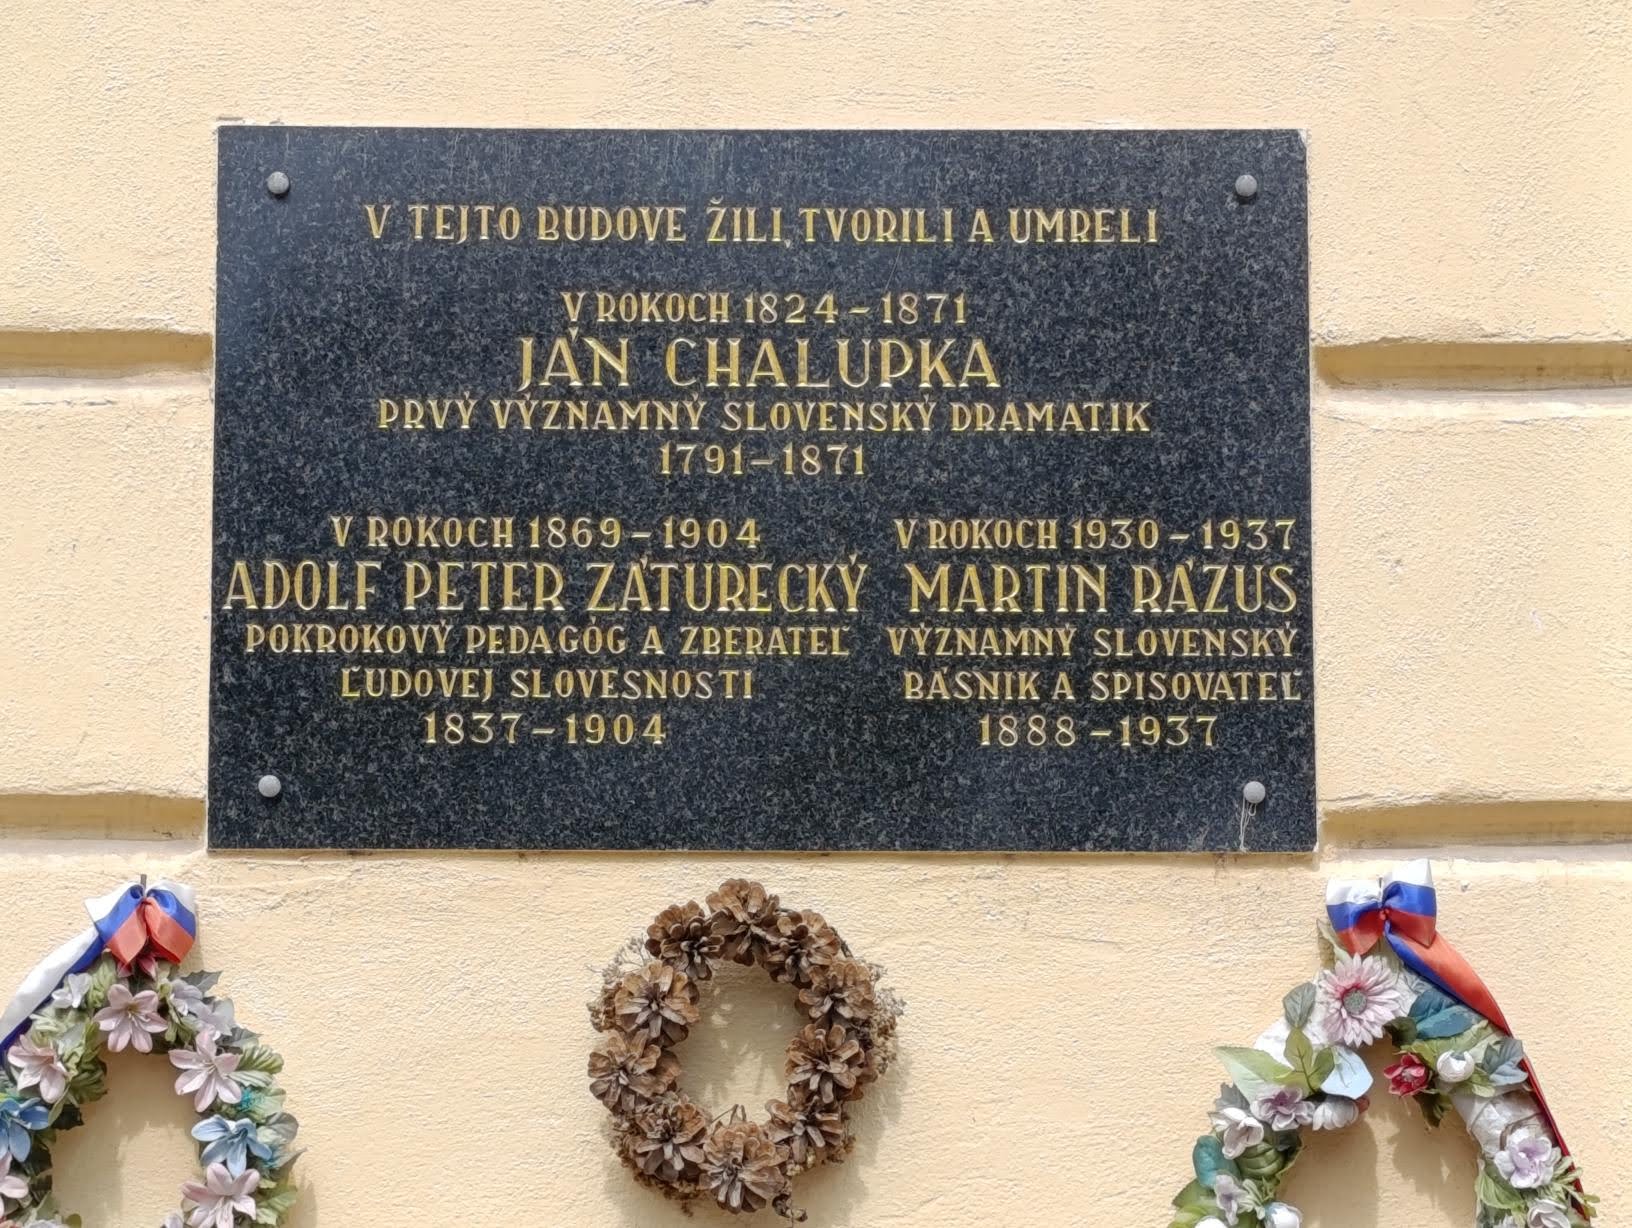 V TEJTO BUDOVE ŽILI, TVORILI A UMRELI
V ROKOCH 1824 - 1871
JÁN CHALUPKA
PRVÝ VÝZNAMNÝ SLOVENSKÝ DRAMATIK
1791 - 1871
V ROKOCH 1869 - 1904
ADOLF PETER ZÁTURECKÝ
POKROKOVÝ PEDAGÓG A ZBERATEĽ
ĽUDOVEJ SLOVESNOSTI
1837 - 1904
V ROKOCH 1930 - 1937
MARTIN RÁZUS
VÝZNAMNÝ SLOVENSKÝ
BÁSNIK A SPISOVATEĽ
1888 - 1937